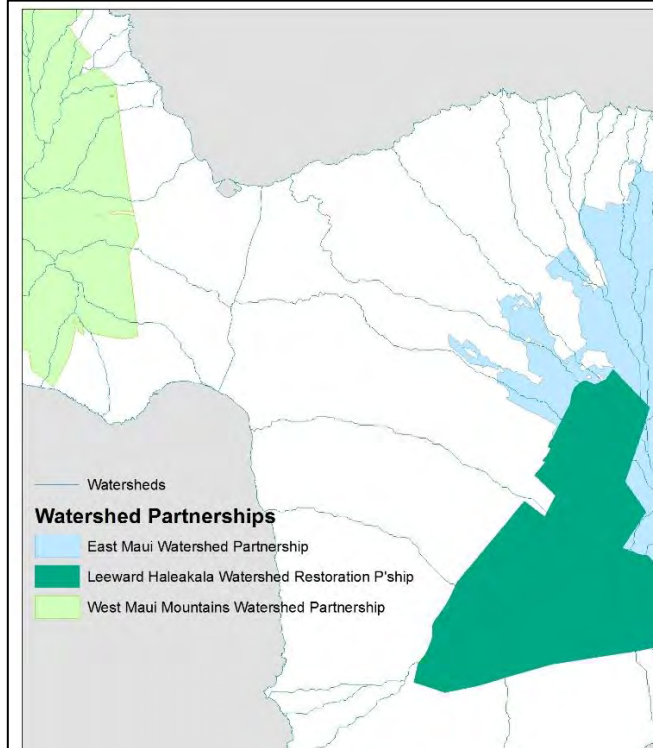 Watersheds
Watershed Partnerships
East Maui Watershed Partnership
Leeward Haleakala Watershed Restoration P'ship
West Maui Mountains Watershed Partnership